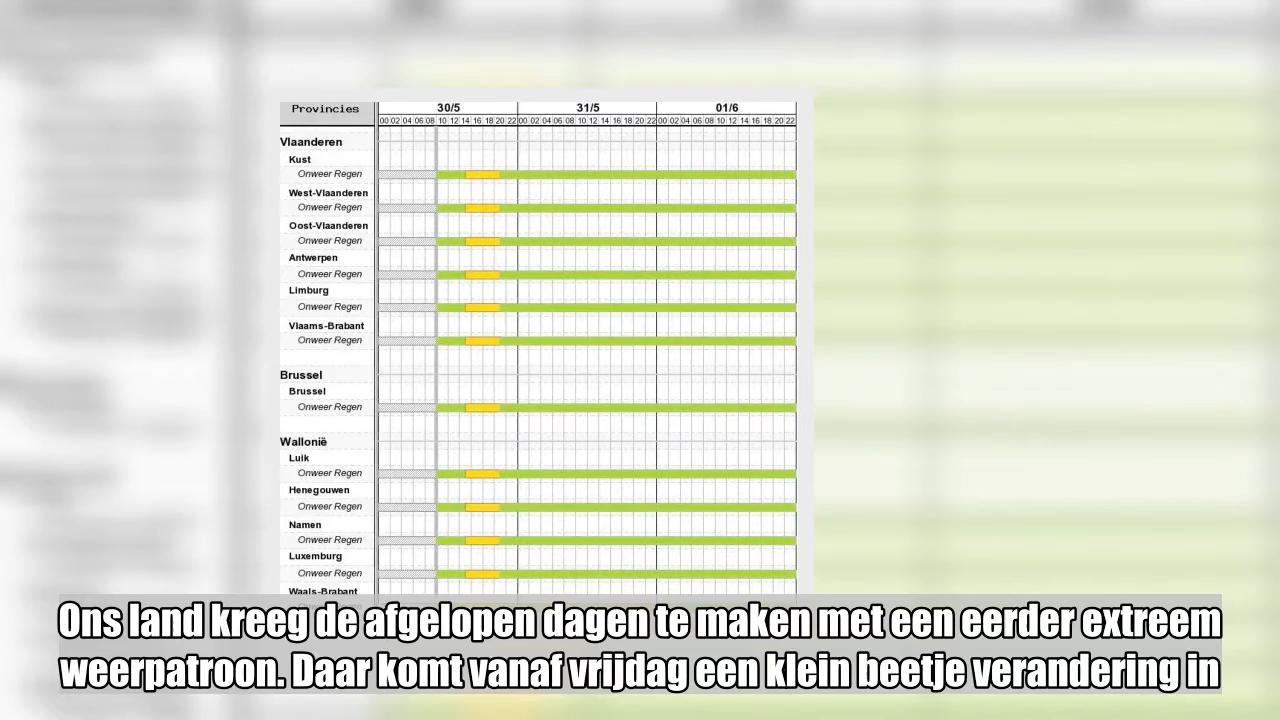 Provincies 30/5 31/5 01/6
00 02 04 06 08 10 12 14 16 18 20 22 00 02 04 06 08 10 12 14 16 18 20 22 00 02 04 06 08 10 12 14 16 18 20 22
Vlaanderen
Kust
Onweer Regen
West-Vlaanderen
Onweer Regen
Oost-Vlaanderen
Onweer Regen
Antwerpen
Onweer Regen
Limburg
Onweer Regen
Vlaams-Brabant
Onweer Regen
Brussel
Brussel
Onweer Regen
Wallonië
Luik
Onweer Regen
Henegouwen
Onweer Regen
Namen
Onweer Regen
Luxemburg
Onweer Regen
Waals-Brabant
Ons land kreeg de afgelopen dagen te maken met een eerder extreem
weerpatroon. Daar komt vanaf vrijdag een klein beetje verandering in